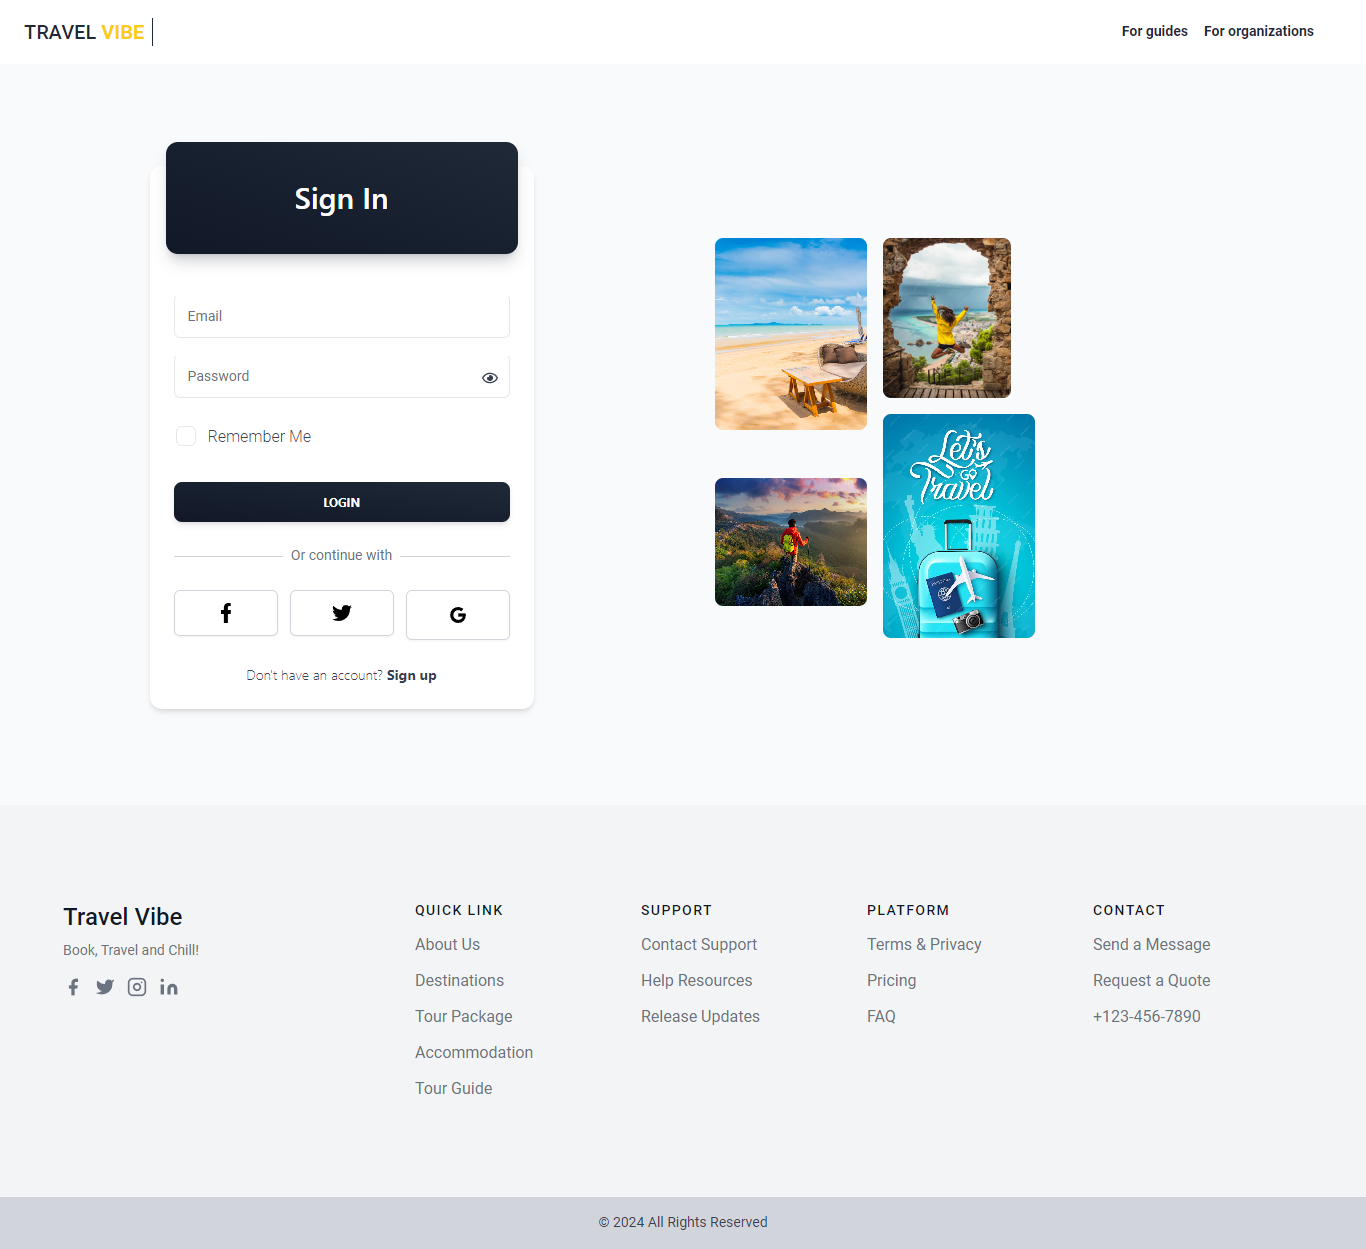 TRAVEL VIBE
For guides For organizations
Sign In
Email
Password
Remember Me
LOGIN
Or continue with
Don't have an account? Sign up
Let's
GO
Travel
Travel Vibe
Book, Travel and Chill!
QUICK LINK
About Us
Destinations
Tour Package
Accommodation
Tour Guide
SUPPORT
Contact Support
Help Resources
Release Updates
PLATFORM
Terms & Privacy
Pricing
FAQ
CONTACT
Send a Message
Request a Quote
+123-456-7890
© 2024 All Rights Reserved